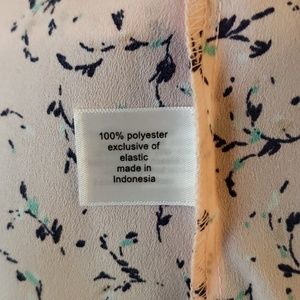 100% polyester
exclusive of
elastic
made in
Indonesia